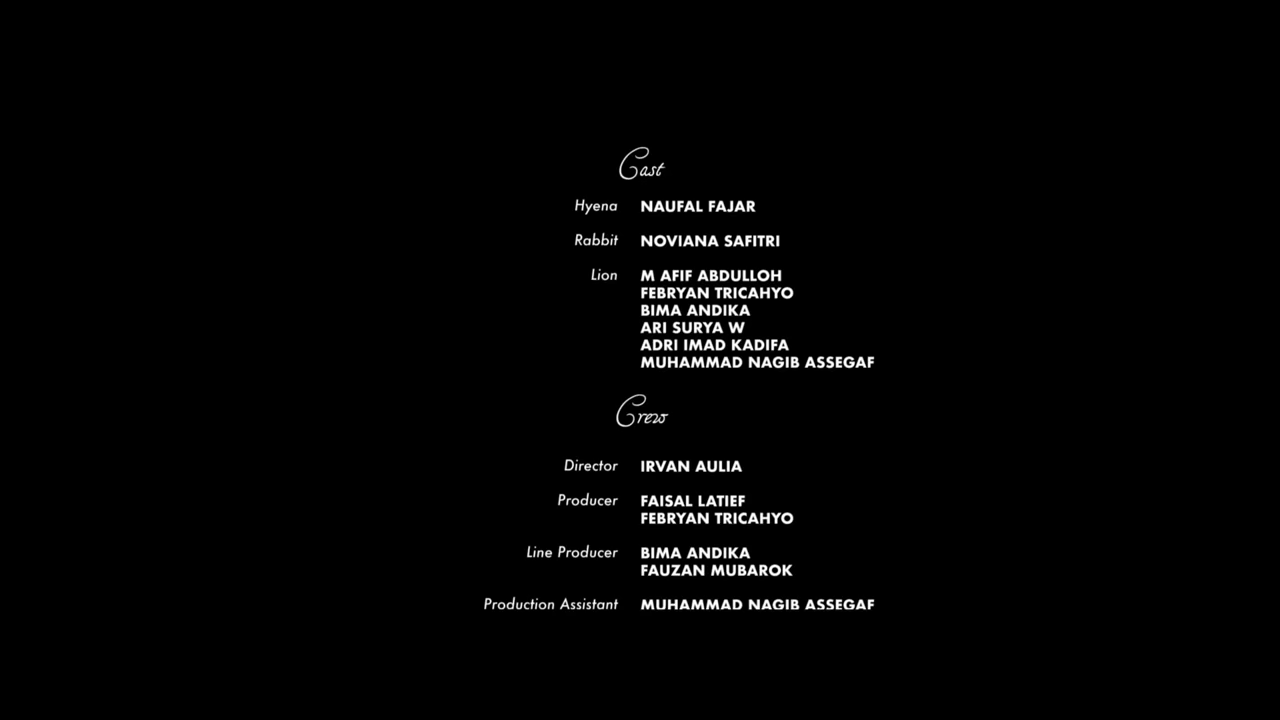 Cast
Hyena NAUFAL FAJAR
Rabbit NOVIANA SAFITRI
Lion M AFIF ABDULLOH
FEBRYAN TRICAHYO
BIMA ANDIKA
ARI SURYA W
ADRI IMAD KADIFA
MUHAMMAD NAGIB ASSEGAF
Crew
Director IRVAN AULIA
Producer FAISAL LATIEF
FEBRYAN TRICAHYO
Line Producer BIMA ANDIKA
FAUZAN MUBAROK
Production Assistant MUHAMMAD NAGIB ASSEGAF